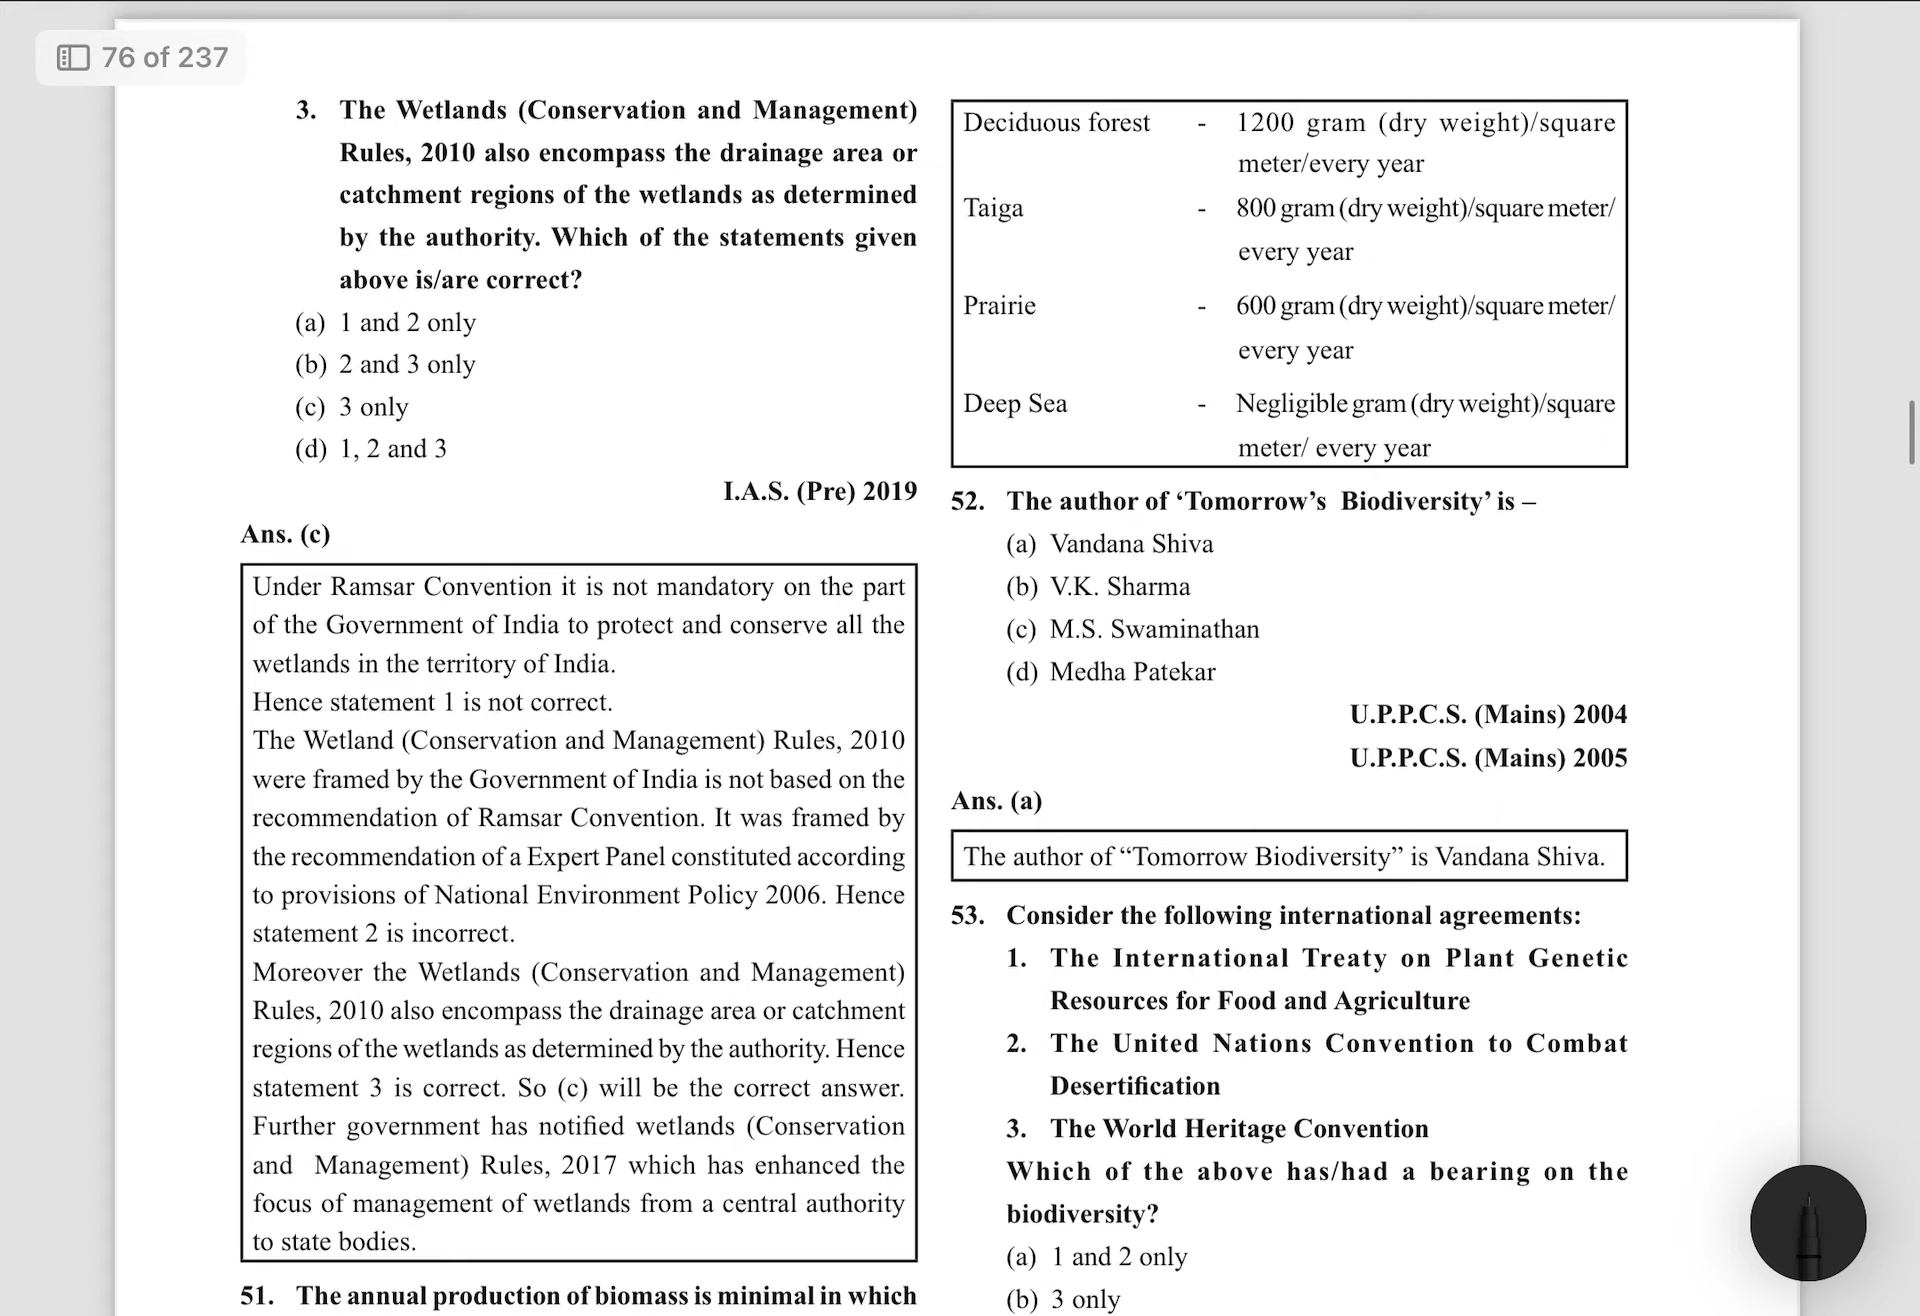 76 of 237
3. The Wetlands (Conservation and Management)
Rules, 2010 also encompass the drainage area or
catchment regions of the wetlands as determined
by the authority. Which of the statements given
above is/are correct?
(a) 1 and 2 only
(b) 2 and 3 only
(c) 3 only
(d) 1, 2 and 3
I.A.S. (Pre) 2019
Ans. (c)
Under Ramsar Convention it is not mandatory on the part
of the Government of India to protect and conserve all the
wetlands in the territory of India.
Hence statement 1 is not correct.
The Wetland (Conservation and Management) Rules, 2010
were framed by the Government of India is not based on the
recommendation of Ramsar Convention. It was framed by
the recommendation of a Expert Panel constituted according
to provisions of National Environment Policy 2006. Hence
statement 2 is incorrect.
Moreover the Wetlands (Conservation and Management)
Rules, 2010 also encompass the drainage area or catchment
regions of the wetlands as determined by the authority. Hence
statement 3 is correct. So (c) will be the correct answer.
Further government has notified wetlands (Conservation
and Management) Rules, 2017 which has enhanced the
focus of management of wetlands from a central authority
to state bodies.
51. The annual production of biomass is minimal in which
Deciduous forest - 1200 gram (dry weight)/square
meter/every year
Taiga - 800 gram (dry weight)/square meter/
every year
Prairie - 600 gram (dry weight)/square meter/
every year
Deep Sea - Negligible gram (dry weight)/square
meter/ every year
52. The author of ‘Tomorrow’s Biodiversity’ is –
(a) Vandana Shiva
(b) V.K. Sharma
(c) M.S. Swaminathan
(d) Medha Patekar
U.P.P.C.S. (Mains) 2004
U.P.P.C.S. (Mains) 2005
Ans. (a)
The author of “Tomorrow Biodiversity” is Vandana Shiva.
53. Consider the following international agreements:
1. The International Treaty on Plant Genetic
Resources for Food and Agriculture
2. The United Nations Convention to Combat
Desertification
3. The World Heritage Convention
Which of the above has/had a bearing on the
biodiversity?
(a) 1 and 2 only
(b) 3 only